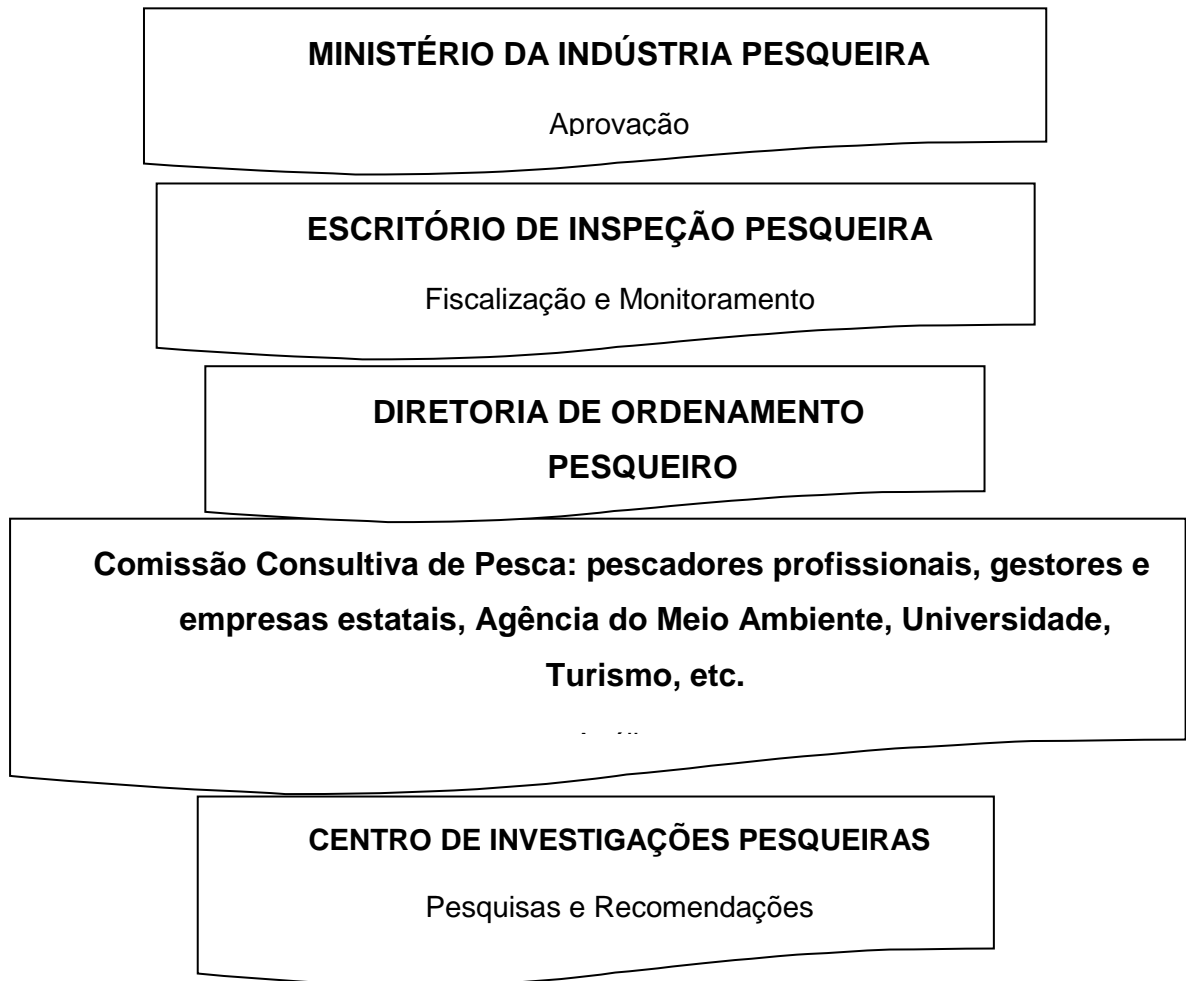 MINISTÉRIO DA INDÚSTRIA PESQUEIRA
Aprovação
ESCRITÓRIO DE INSPEÇÃO PESQUEIRA
Fiscalização e Monitoramento
DIRETORIA DE ORDENAMENTO
PESQUEIRO
Comissão Consultiva de Pesca: pescadores profissionais, gestores e
empresas estatais, Agência do Meio Ambiente, Universidade,
Turismo, etc.
CENTRO DE INVESTIGAÇÕES PESQUEIRAS
Pesquisas e Recomendações